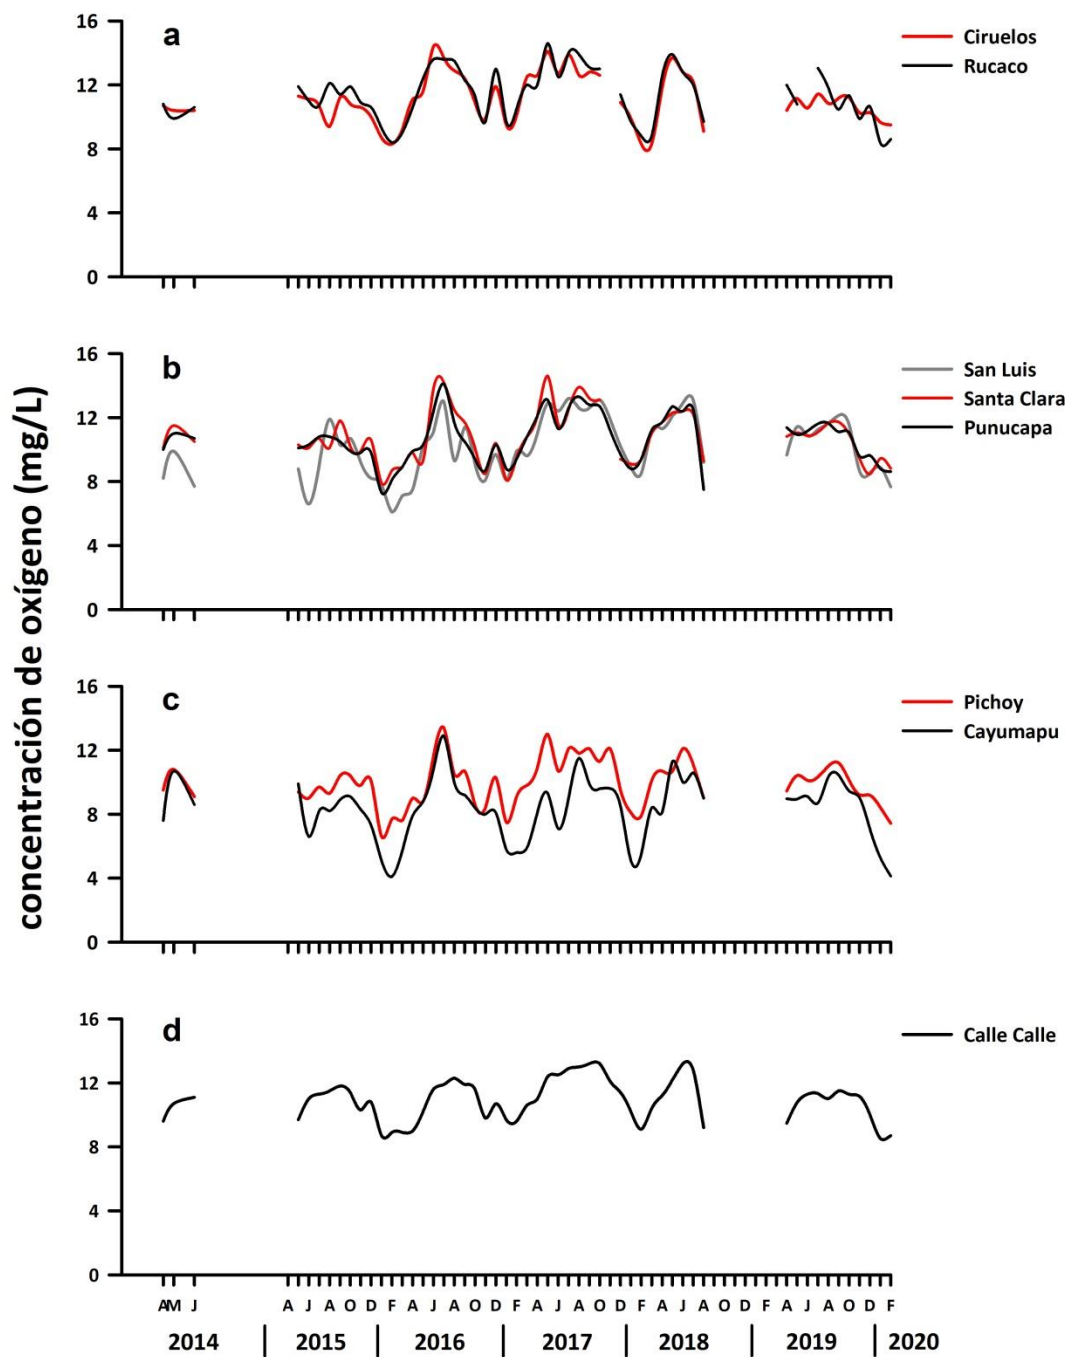 concentración de oxígeno (mg/L)
a
16
12
8
4
0
Ciruelos
Rucaco
b
16
12
8
4
0
San Luis
Santa Clara
Punucapa
c
16
12
8
4
0
Pichoy
Cayumapu
d
16
12
8
4
0
Calle Calle
A M J A J A O D F A J A O D F A J A O D F A J A O D F A J A O D F
2014 2015 2016 2017 2018 2019 2020